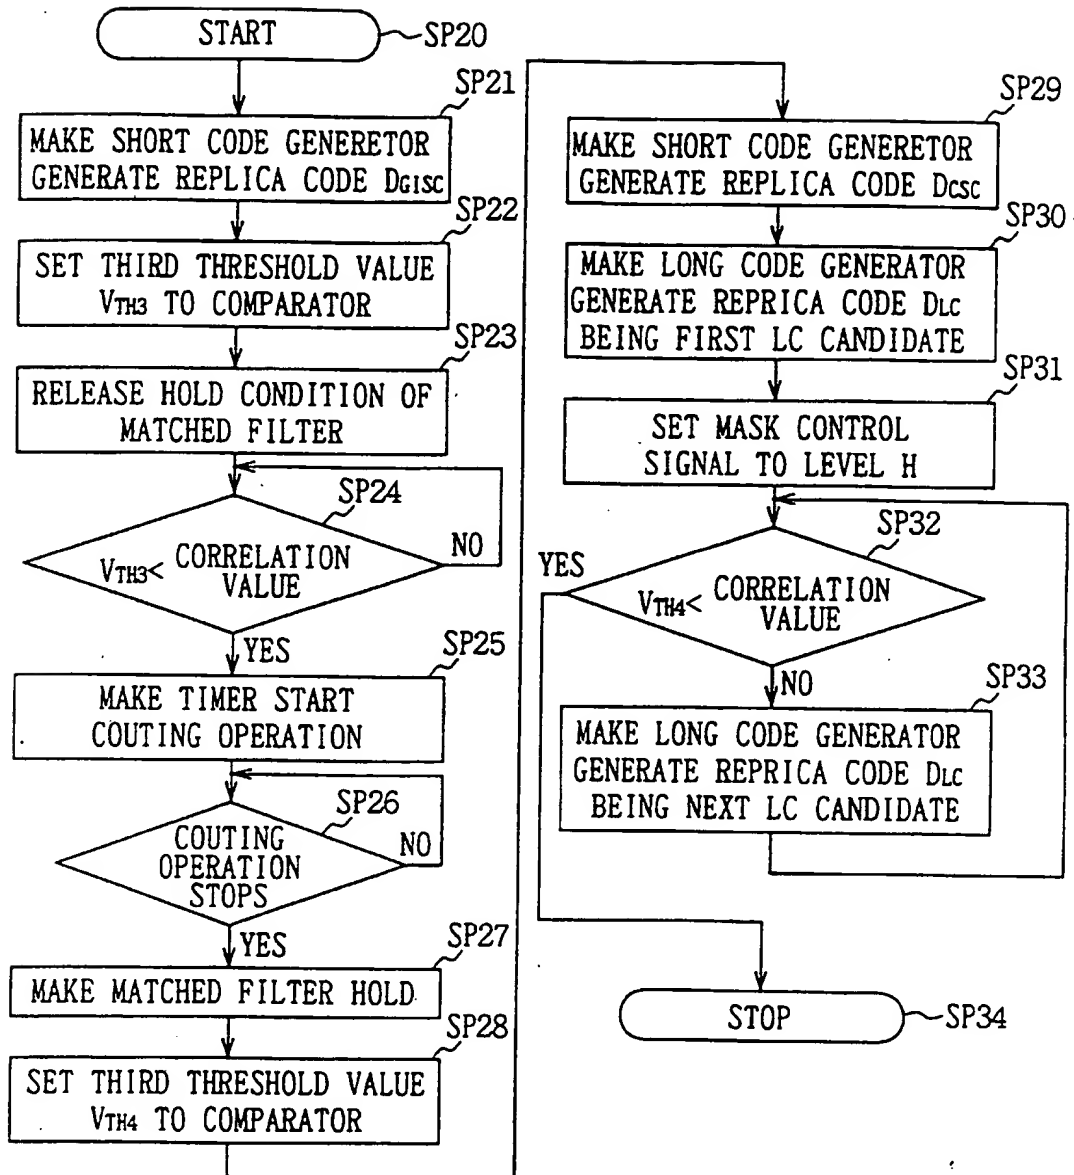 START
SP20
SP21
MAKE SHORT CODE GENERETOR
GENERATE REPLICA CODE DGISC
SP22
SET THIRD THRESHOLD VALUE
VTH3 TO COMPARATOR
SP23
RELEASE HOLD CONDITION OF
MATCHED FILTER
SP24
VTH3< CORRELATION
VALUE
NO
YES
SP25
MAKE TIMER START
COUTING OPERATION
SP26
COUTING
OPERATION
STOPS
NO
YES
SP27
MAKE MATCHED FILTER HOLD
SP28
SET THIRD THRESHOLD VALUE
VTH4 TO COMPARATOR
SP29
MAKE SHORT CODE GENERETOR
GENERATE REPLICA CODE DCSC
SP30
MAKE LONG CODE GENERATOR
GENERATE REPRICA CODE DLC
BEING FIRST LC CANDIDATE
SP31
SET MASK CONTROL
SIGNAL TO LEVEL H
SP32
YES
VTH4< CORRELATION
VALUE
NO
SP33
MAKE LONG CODE GENERATOR
GENERATE REPRICA CODE DLC
BEING NEXT LC CANDIDATE
STOP
SP34